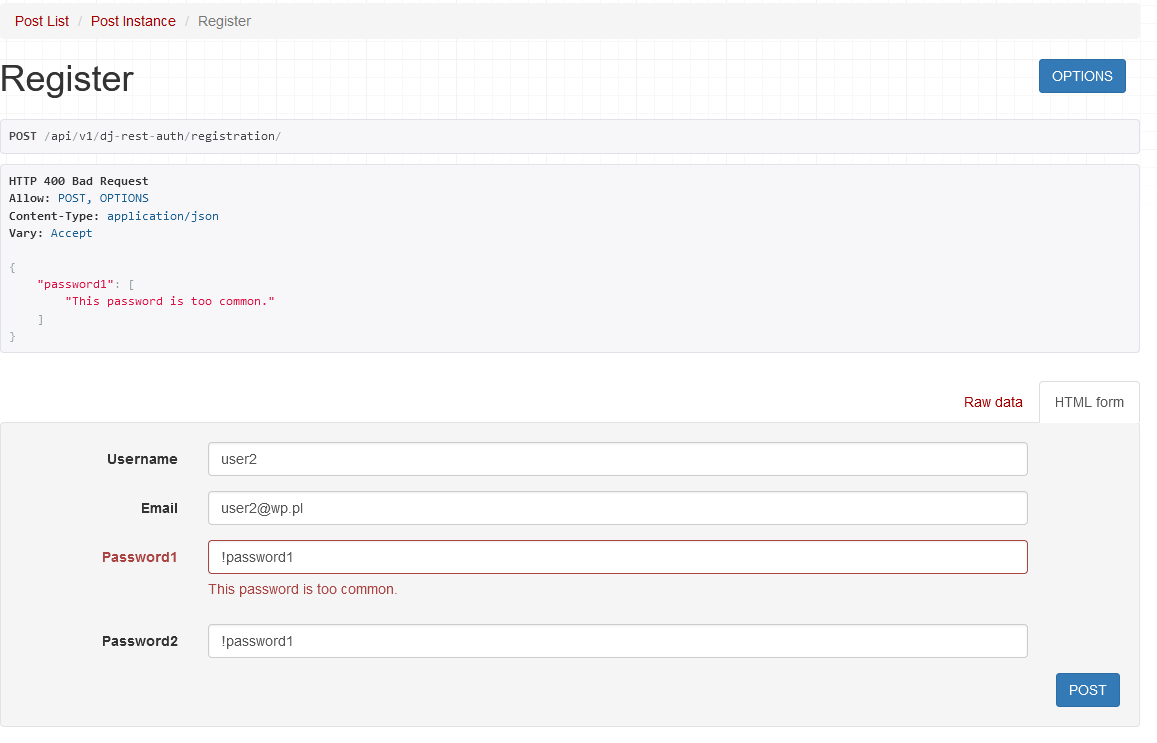 Post List / Post Instance / Register
Register
OPTIONS
POST /api/v1/dj-rest-auth/registration/
HTTP 400 Bad Request
Allow: POST, OPTIONS
Content-Type: application/json
Vary: Accept
{
"password1": [
"This password is too common."
]
}
Raw data
HTML form
Username user2
Email user2@wp.pl
Password1 !password1
This password is too common.
Password2 !password1
POST